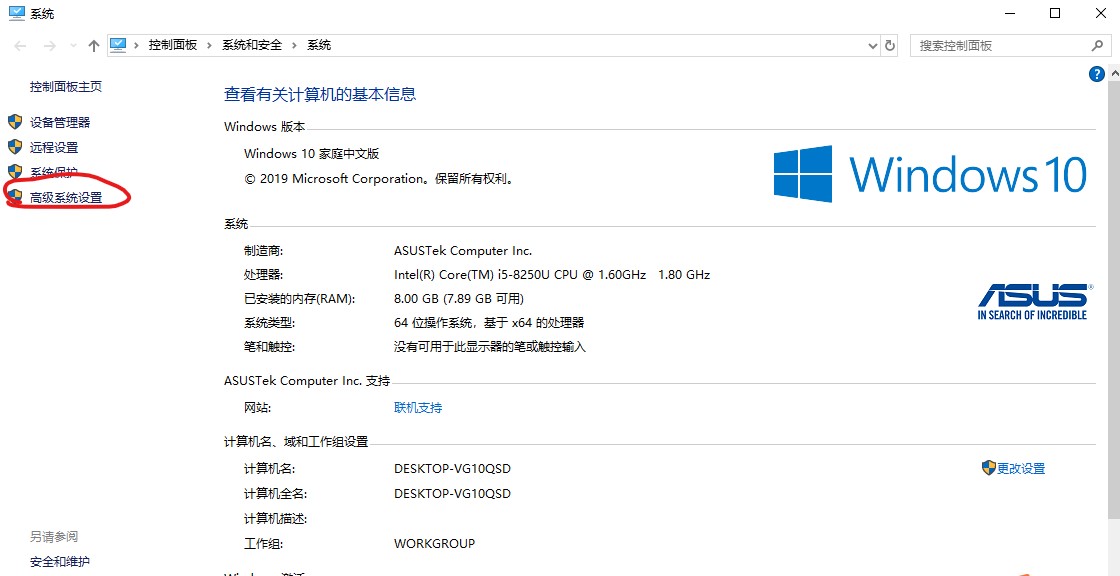 系统
控制面板 > 系统和安全 > 系统
搜索控制面板
控制面板主页
设备管理器
远程设置
系统保护
高级系统设置
另请参阅
安全和维护
查看有关计算机的基本信息
Windows 版本
Windows 10 家庭中文版
© 2019 Microsoft Corporation。保留所有权利。
Windows 10
系统
制造商: ASUSTek Computer Inc.
处理器: Intel(R) Core(TM) i5-8250U CPU @ 1.60GHz 1.80 GHz
已安装的内存(RAM): 8.00 GB (7.89 GB 可用)
系统类型: 64 位操作系统，基于 x64 的处理器
笔和触控: 没有可用于此显示器的笔或触控输入
ASUS
IN SEARCH OF INCREDIBLE
ASUSTek Computer Inc. 支持
网站: 联机支持
计算机名、域和工作组设置
计算机名: DESKTOP-VG10QSD
更改设置
计算机全名: DESKTOP-VG10QSD
计算机描述:
工作组: WORKGROUP
Windows 激活